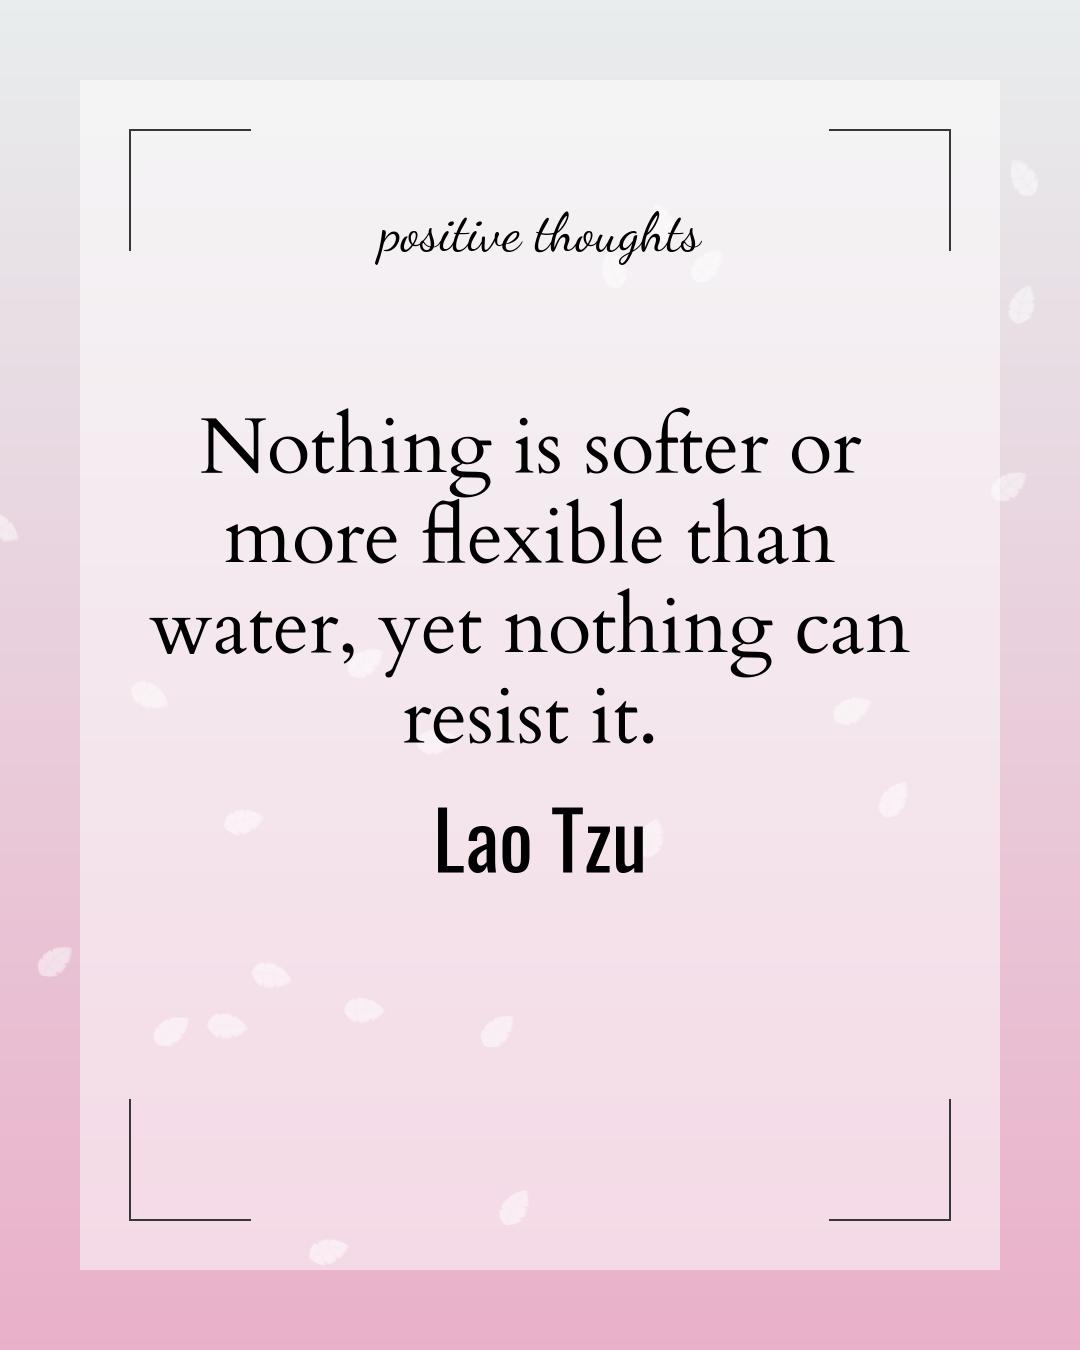 positive thoughts
Nothing is softer or
more flexible than
water, yet nothing can
resist it.
Lao Tzu